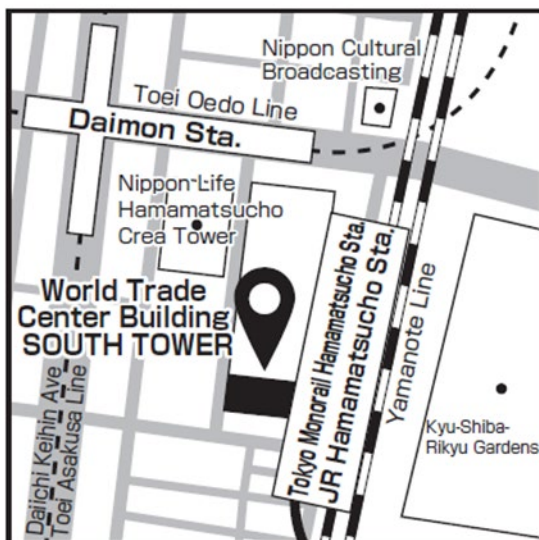 Nippon Cultural
Broadcasting
Toei Oedo Line
Daimon Sta.
Nippon-Life
Hamamatsucho
Crea Tower
World Trade
Center Building
SOUTH TOWER
Tokyo Monorail Hamamatsucho Sta.
JR Hamamatsucho Sta.
Yamanote Line
Kyu-Shiba-
Rikyu Gardens
Daiichi Keihin Ave
Toei Asakusa Line